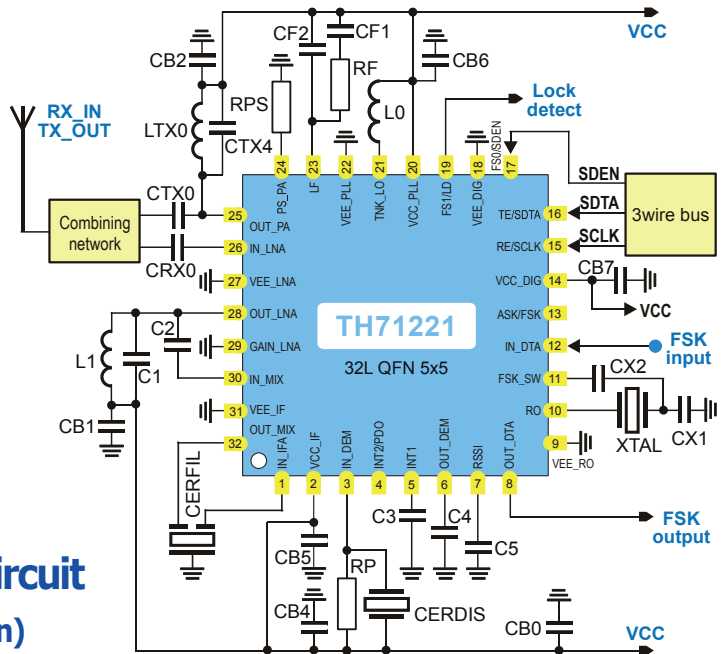 CF2
CF1
VCC
CB2
RF
CB6
RPS
Lock
detect
RX_IN
TX_OUT
LTX0
CTX4
L0
FS0/SDEN
24
23
22
21
20
19
18
17
PS_PA
LF
VEE_PLL
TNK_LO
VCC_PLL
FS1/LD
VEE_DIG
SDEN
SDTA
SCLK
3wire bus
CTX0
CRX0
Combining
network
25
OUT_PA
26
IN_LNA
27
VEE_LNA
28
OUT_LNA
29
GAIN_LNA
30
IN_MIX
31
VEE_IF
OUT_MIX
32
TE/SDTA
16
RE/SCLK
15
VCC_DIG
14
CB7
VCC
ASK/FSK
13
IN_DTA
12
FSK
input
FSK_SW
11
CX2
RO
10
XTAL
CX1
9
VEE_RO
TH71221
32L QFN 5x5
C2
L1
C1
CB1
CERFIL
IN_IFA
VCC_IF
IN_DEM
INT2/PDO
INT1
OUT_DEM
RSSI
OUT_DTA
1
2
3
4
5
6
7
8
C3
C4
C5
FSK
output
CB5
RP
CB4
CERDIS
CB0
VCC
ircuit
n)